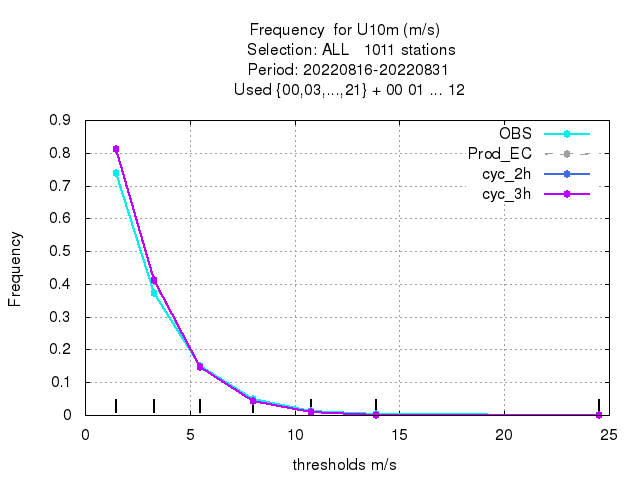 Frequency  for U10m (m/s)
Selection: ALL   1011 stations
Period: 20220816-20220831
Used {00,03,...,21} + 00 01 ... 12
OBS
Prod_EC
cyc_2h
cyc_3h
0.9
0.8
0.7
0.6
0.5
0.4
0.3
0.2
0.1
0
Frequency
0 5 10 15 20 25
thresholds m/s